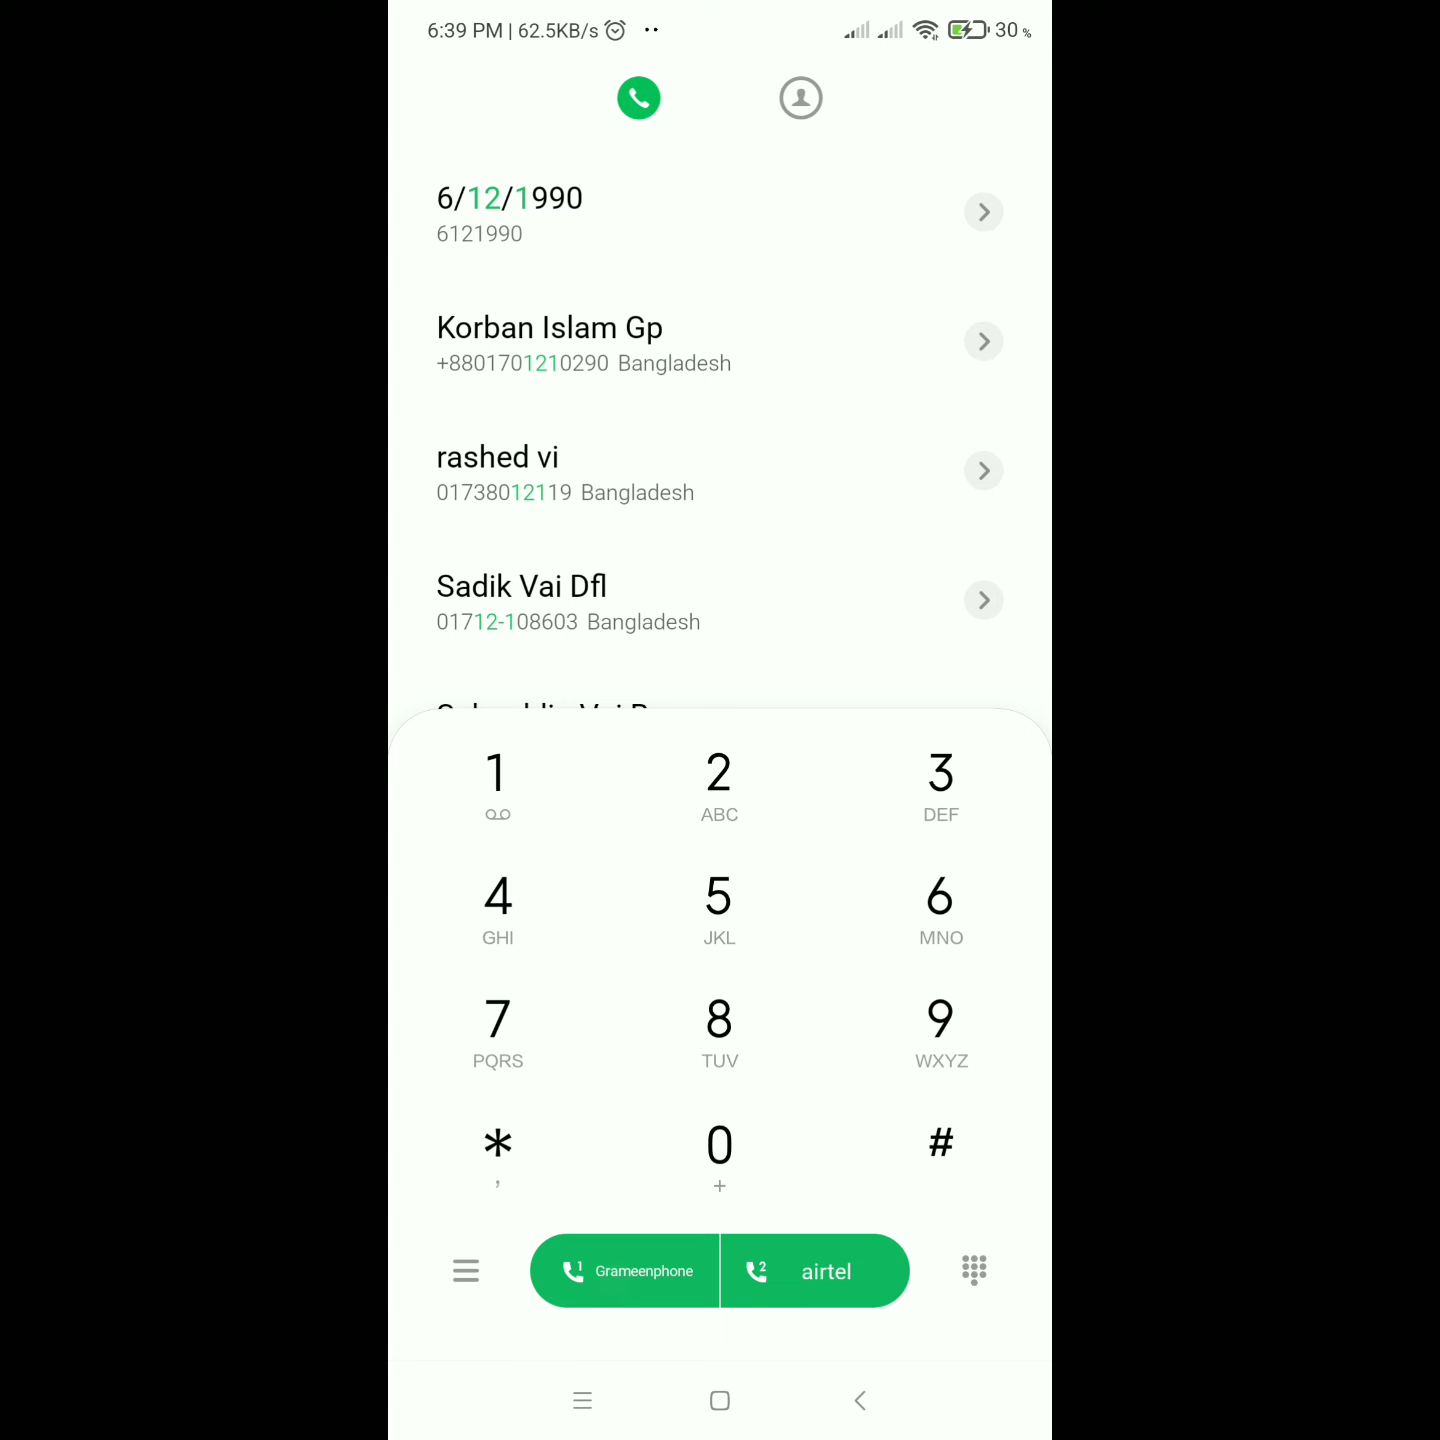 6:39 PM | 62.5KB/s
30 %
6/12/1990
6121990
Korban Islam Gp
+8801701210290 Bangladesh
rashed vi
01738012119 Bangladesh
Sadik Vai Dfl
01712-108603 Bangladesh
1 2 3
ABC DEF
4 5 6
GHI JKL MNO
7 8 9
PQRS TUV WXYZ
* 0 #
, +
1 Grameenphone 2 airtel